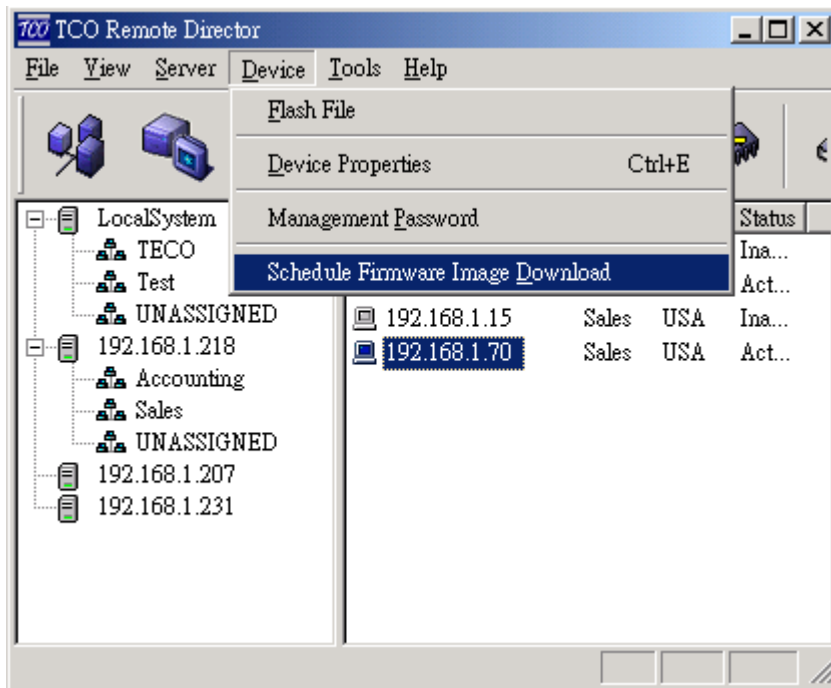 TCO TCO Remote Director
File View Server Device Tools Help
Flash File
Device Properties Ctrl+E
Management Password
Schedule Firmware Image Download
LocalSystem
TECO
Test
UNASSIGNED
192.168.1.218
Accounting
Sales
UNASSIGNED
192.168.1.207
192.168.1.231
Status
Ina...
Act...
192.168.1.15 Sales USA Ina...
192.168.1.70 Sales USA Act...